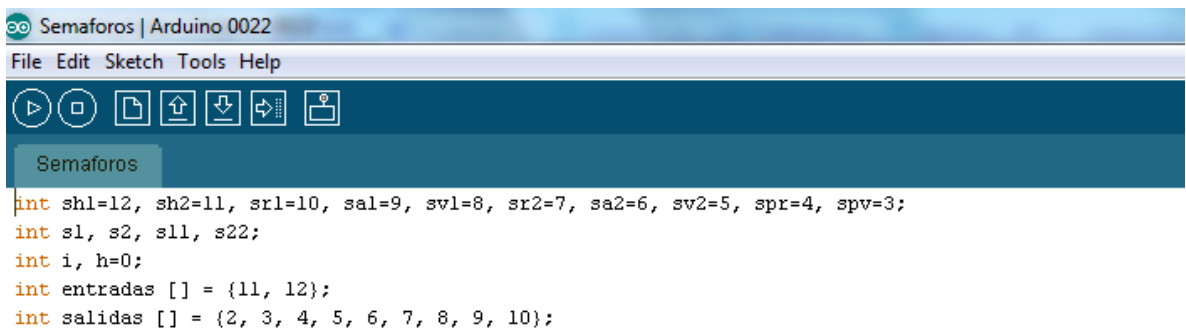 Semaforos | Arduino 0022
File Edit Sketch Tools Help
Semaforos
int sh1=12, sh2=11, sr1=10, sa1=9, sv1=8, sr2=7, sa2=6, sv2=5, spr=4, spv=3;
int s1, s2, s11, s22;
int i, h=0;
int entradas [] = {11, 12};
int salidas [] = {2, 3, 4, 5, 6, 7, 8, 9, 10};